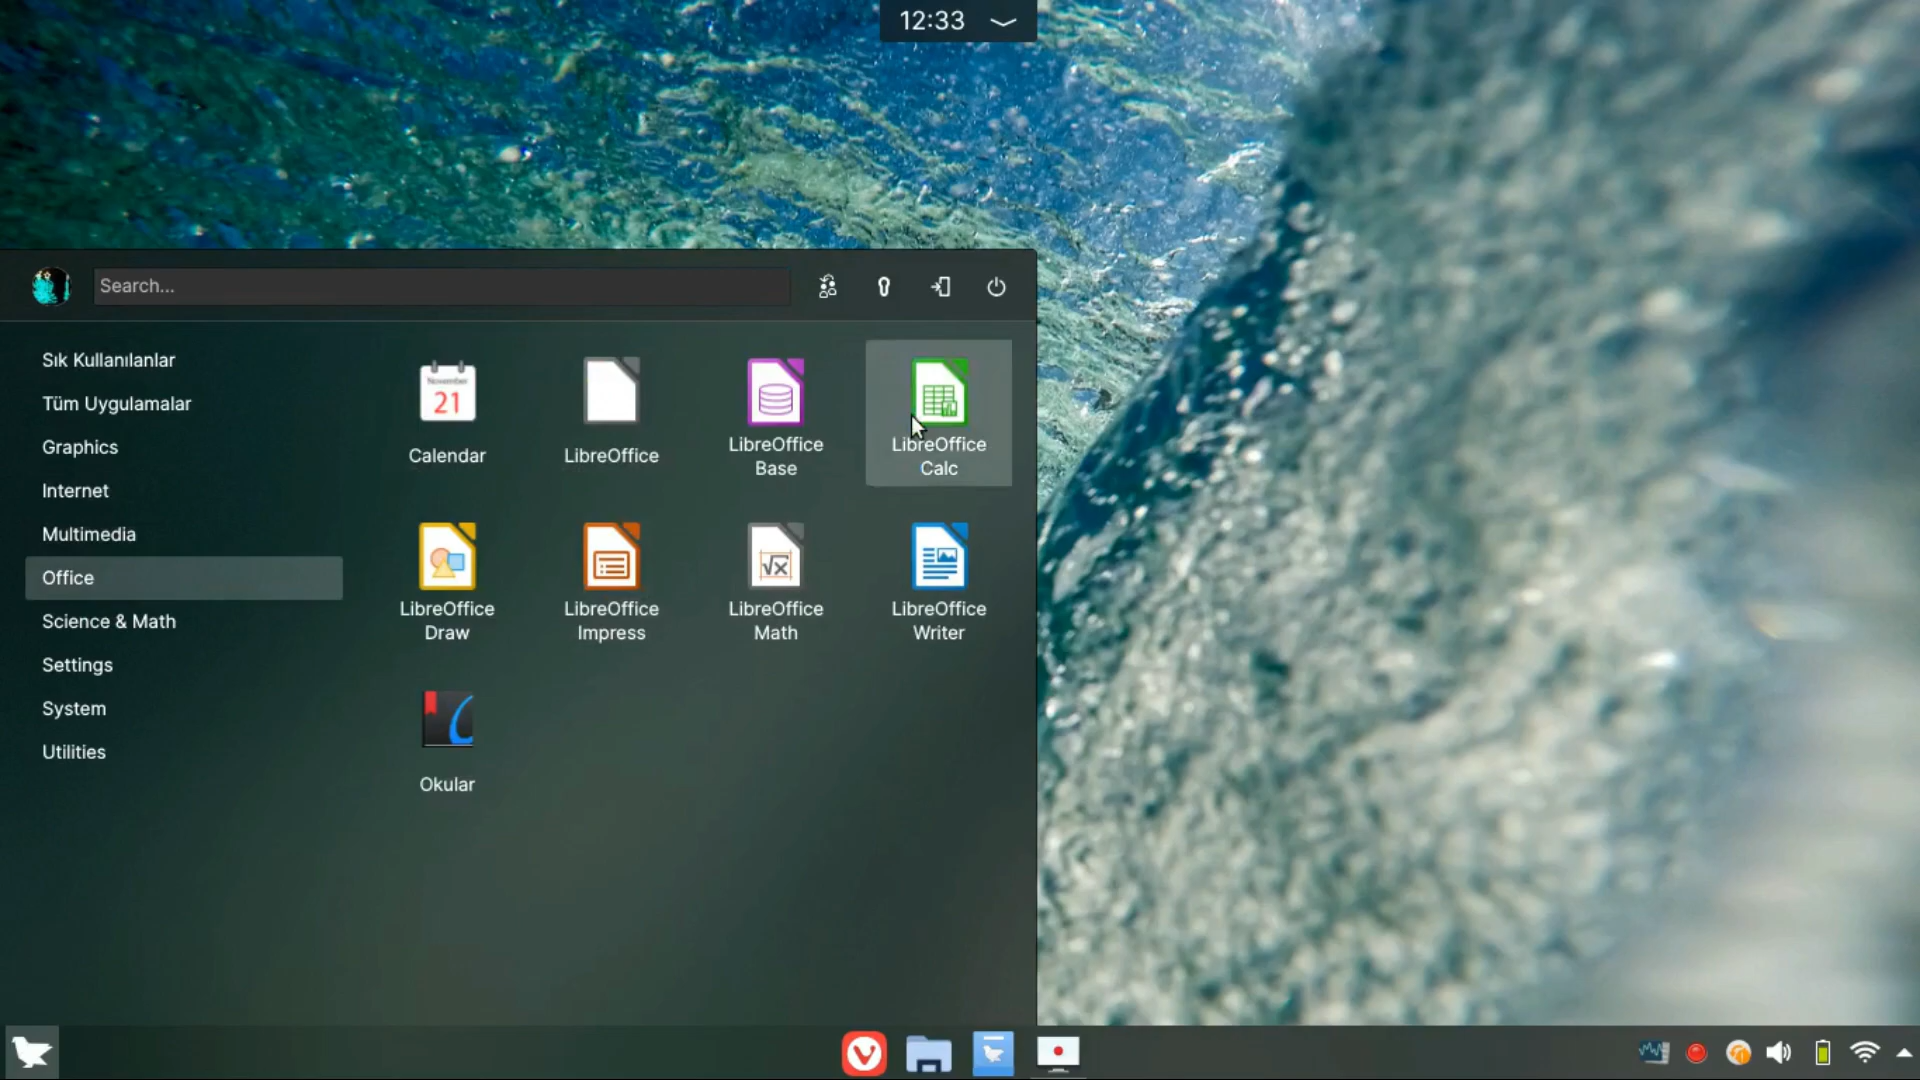 12:33
Search...
Sık Kullanılanlar
Tüm Uygulamalar
Graphics
Internet
Multimedia
Office
Science & Math
Settings
System
Utilities
November
21
Calendar
LibreOffice
LibreOffice
Base
LibreOffice
Calc
LibreOffice
Draw
LibreOffice
Impress
√x
LibreOffice
Math
LibreOffice
Writer
Okular